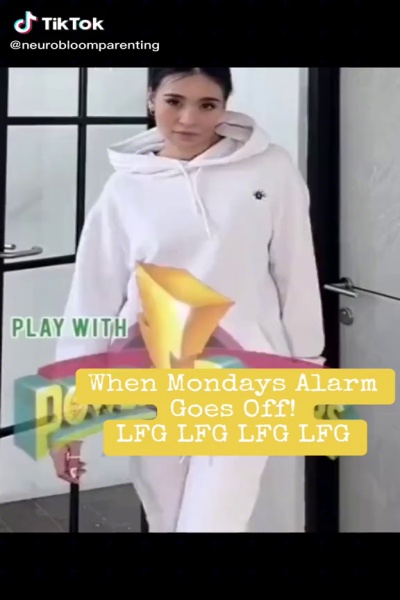 TikTok
@neurobloomparenting
PLAY WITH
When Mondays Alarm
Goes Off!
LFG LFG LFG LFG